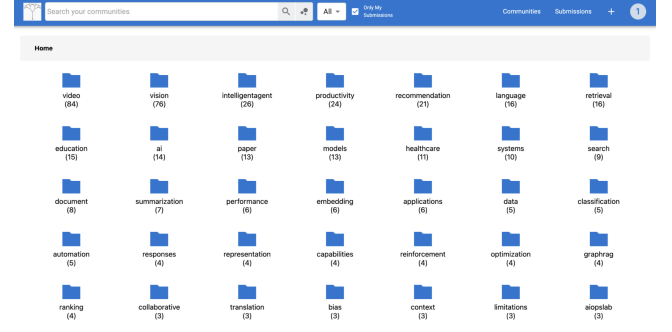 Search your communities
All
Only My
Submissions
Communities
Submissions
+
1
Home
video
(84)
vision
(76)
intelligentagent
(26)
productivity
(24)
recommendation
(21)
language
(16)
retrieval
(16)
education
(15)
ai
(14)
paper
(13)
models
(13)
healthcare
(11)
systems
(10)
search
(9)
document
(8)
summarization
(7)
performance
(6)
embedding
(6)
applications
(6)
data
(5)
classification
(5)
automation
(5)
responses
(4)
representation
(4)
capabilities
(4)
reinforcement
(4)
optimization
(4)
graphrag
(4)
ranking
(4)
collaborative
(3)
translation
(3)
bias
(3)
context
(3)
limitations
(3)
aiopslab
(3)